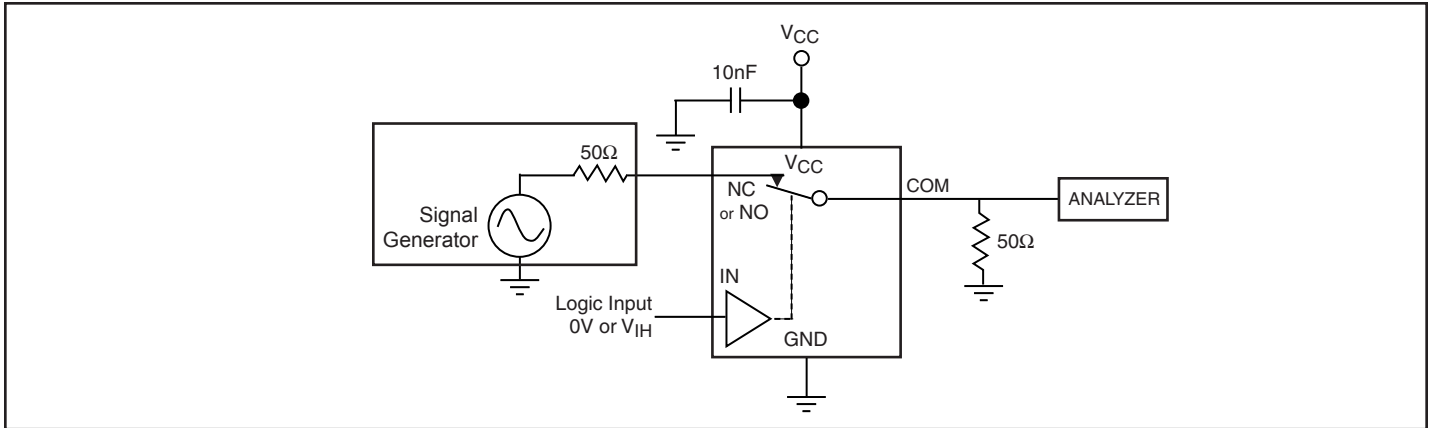 VCC
10nF
50Ω
VCC
NC
or NO
COM
ANALYZER
Signal
Generator
50Ω
IN
Logic Input
0V or VIH
GND